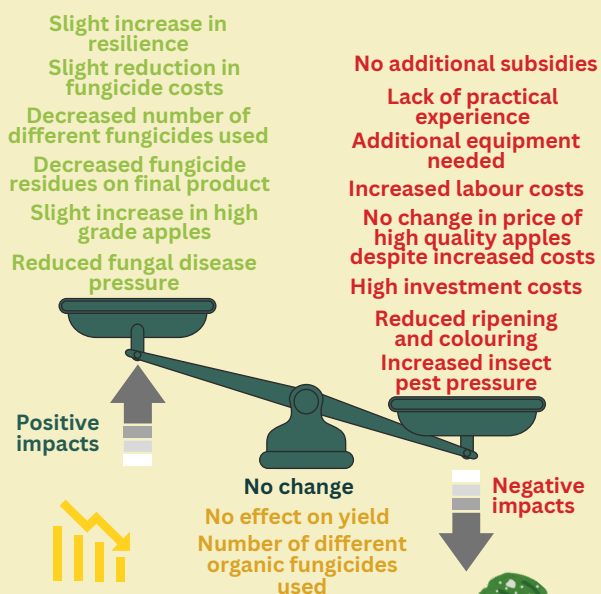 Slight increase in
resilience
Slight reduction in
fungicide costs
Decreased number of
different fungicides used
Decreased fungicide
residues on final product
Slight increase in high
grade apples
Reduced fungal disease
pressure
No additional subsidies
Lack of practical
experience
Additional equipment
needed
Increased labour costs
No change in price of
high quality apples
despite increased costs
High investment costs
Reduced ripening
and colouring
Increased insect
pest pressure
Positive
impacts
Negative
impacts
No change
No effect on yield
Number of different
organic fungicides
used